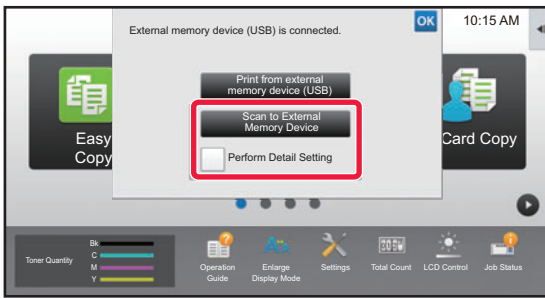 External memory device (USB) is connected.
OK
10:15 AM
Print from external
memory device (USB)
Scan to External
Memory Device
Perform Detail Setting
Easy
Copy
Card Copy
Toner Quantity
Bk
C
M
Y
Operation
Guide
Enlarge
Display Mode
Settings
Total Count
LCD Control
Job Status